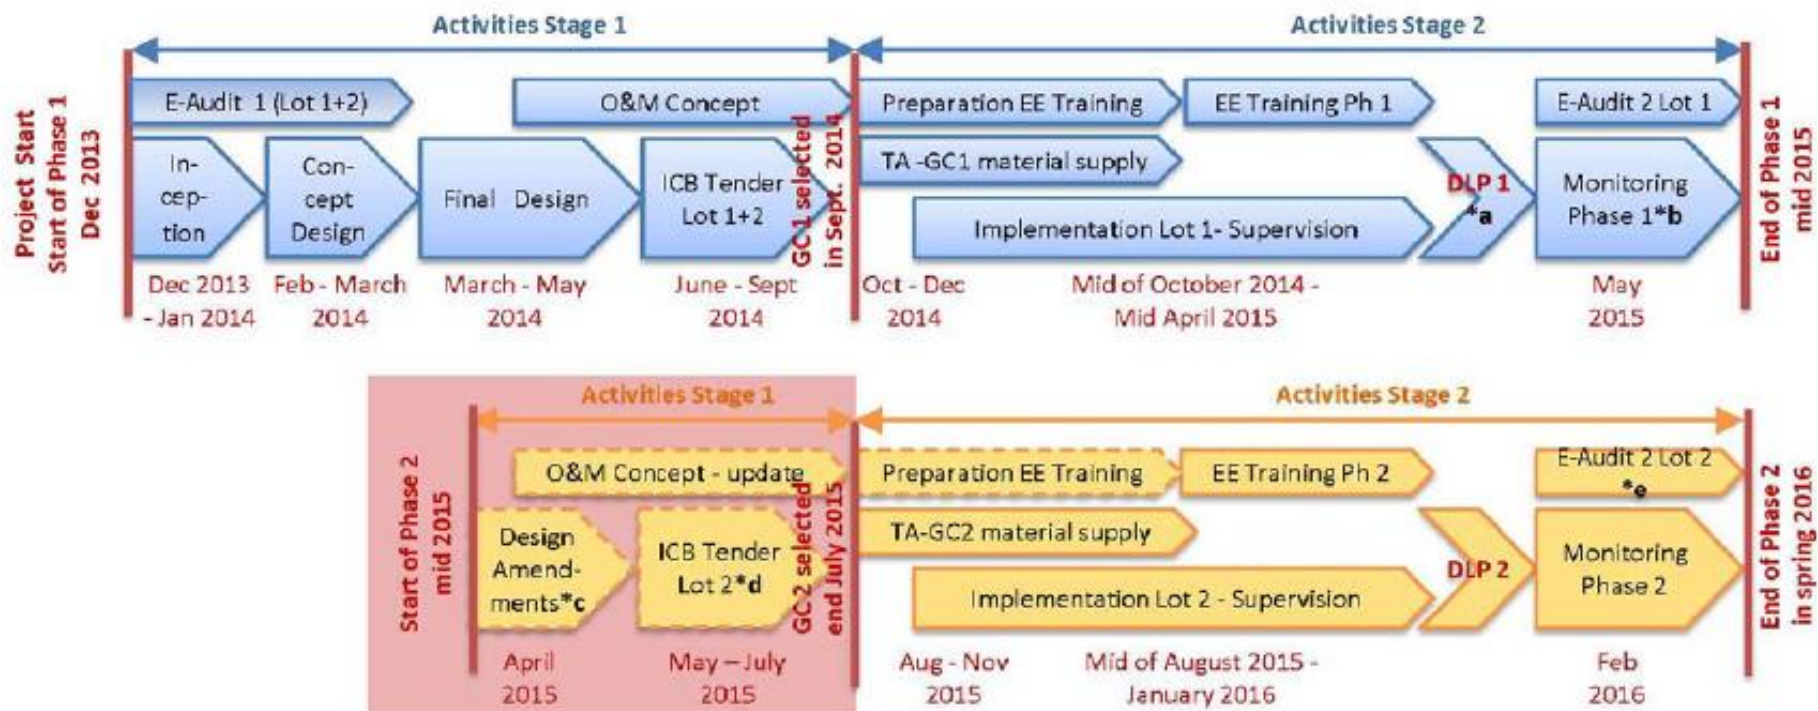 Activities Stage 1
Activities Stage 2
Project Start
Start of Phase 1
Dec 2013
E-Audit 1 (Lot 1+2)
O&M Concept
In-
cep-
tion
Con-
cept
Design
Final Design
ICB Tender
Lot 1+2
GC1 selected
in Sept. 2014
Preparation EE Training
EE Training Ph 1
E-Audit 2 Lot 1
TA -GC1 material supply
Implementation Lot 1- Supervision
DLP 1
*a
Monitoring
Phase 1*b
End of Phase 1
mid 2015
Dec 2013
- Jan 2014
Feb - March
2014
March - May
2014
June - Sept
2014
Oct - Dec
2014
Mid of October 2014 -
Mid April 2015
May
2015
Activities Stage 1
Activities Stage 2
Start of Phase 2
mid 2015
O&M Concept - update
Design
Amend-
ments*c
ICB Tender
Lot 2*d
GC2 selected
end July 2015
Preparation EE Training
EE Training Ph 2
E-Audit 2 Lot 2
*e
TA-GC2 material supply
Implementation Lot 2 - Supervision
DLP 2
Monitoring
Phase 2
End of Phase 2
in spring 2016
April
2015
May – July
2015
Aug - Nov
2015
Mid of August 2015 -
January 2016
Feb
2016